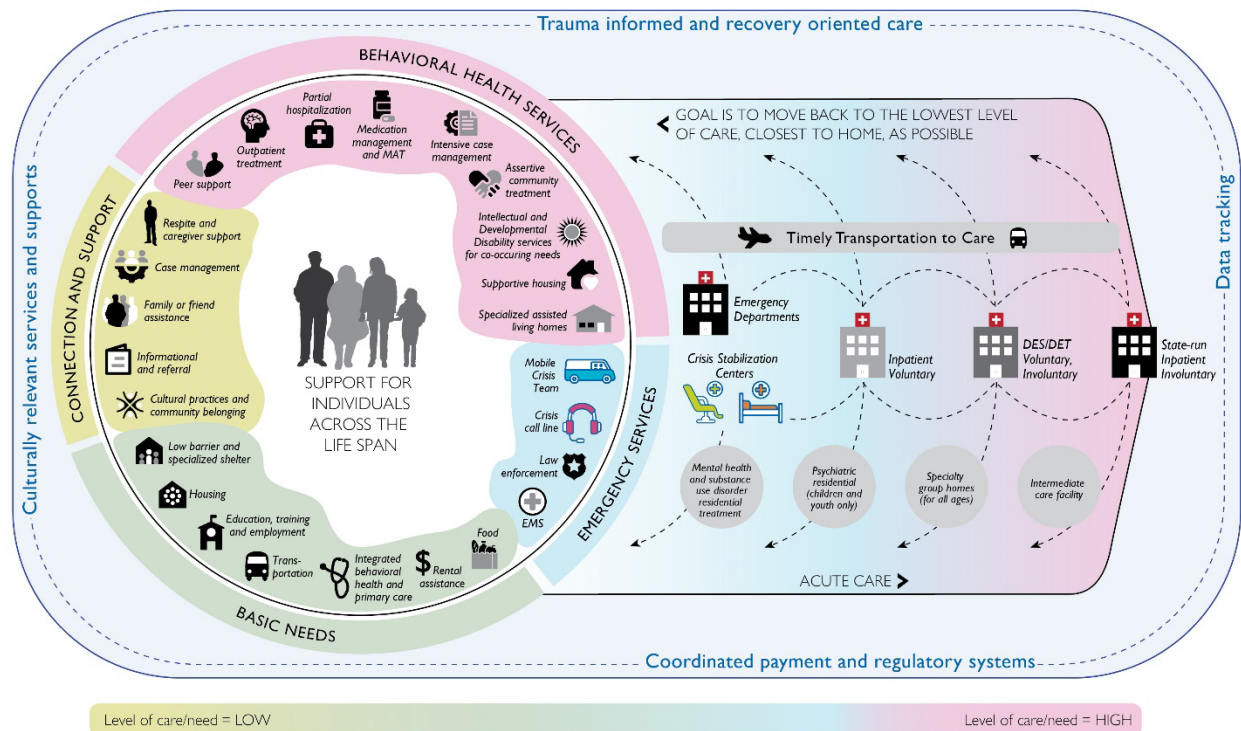 Trauma informed and recovery oriented care
Culturally relevant services and supports
Data tracking
Coordinated payment and regulatory systems
BEHAVIORAL HEALTH SERVICES
Peer support
Outpatient
treatment
Partial
hospitalization
Medication
management
and MAT
Intensive case
management
Assertive
community
treatment
Intellectual and
Developmental
Disability services
for co-occuring needs
Supportive housing
Specialized assisted
living homes
CONNECTION AND SUPPORT
Respite and
caregiver support
Case management
Family or friend
assistance
Informational
and referral
Cultural practices and
community belonging
SUPPORT FOR
INDIVIDUALS
ACROSS THE
LIFE SPAN
EMERGENCY SERVICES
Mobile
Crisis
Team
Crisis
call line
Law
enforcement
EMS
BASIC NEEDS
Low barrier and
specialized shelter
Housing
Education, training
and employment
Trans-
portation
Integrated
behavioral
health and
primary care
$ Rental
assistance
Food
< GOAL IS TO MOVE BACK TO THE LOWEST LEVEL
OF CARE, CLOSEST TO HOME, AS POSSIBLE
Timely Transportation to Care
Emergency
Departments
Crisis Stabilization
Centers
Inpatient
Voluntary
DES/DET
Voluntary,
Involuntary
State-run
Inpatient
Involuntary
Mental health
and substance
use disorder
residential
treatment
Psychiatric
residential
(children and
youth only)
Specialty
group homes
(for all ages)
Intermediate
care facility
ACUTE CARE >
Level of care/need = LOW
Level of care/need = HIGH